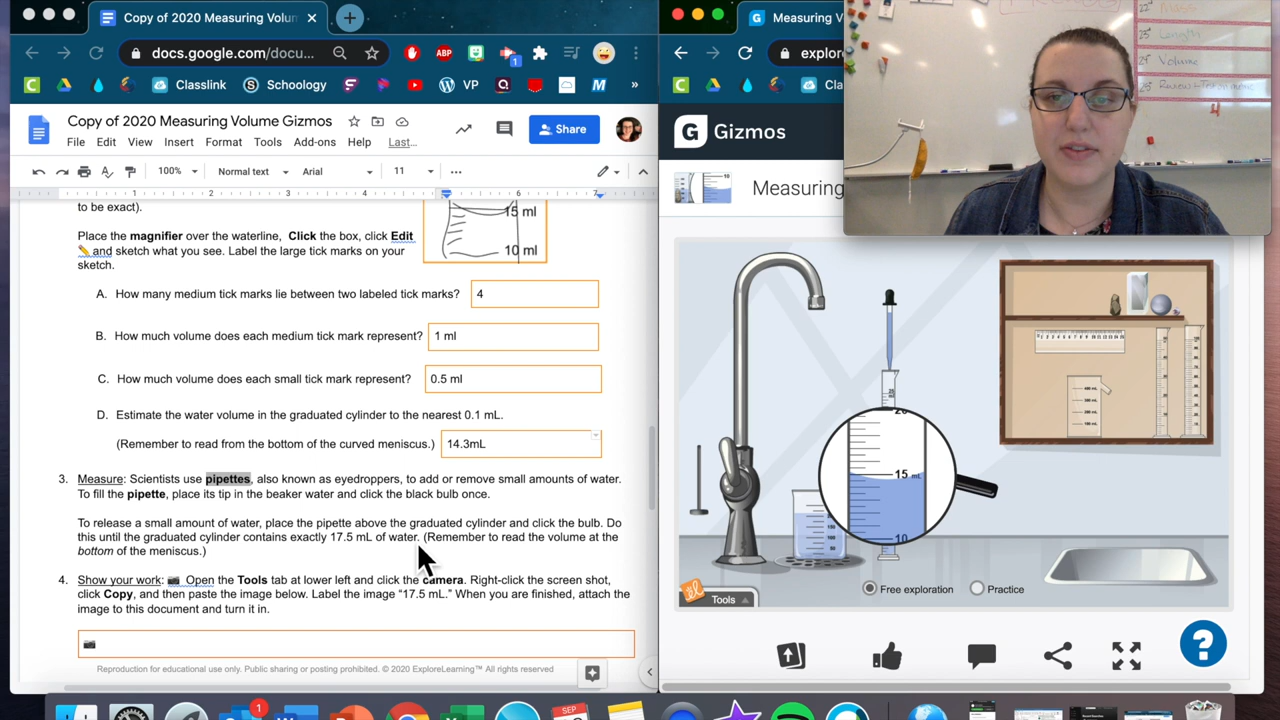 Copy of 2020 Measuring Volum
docs.google.com/docu...
ABP
1
Classlink
Schoology
VP
»
Copy of 2020 Measuring Volume Gizmos
Share
File Edit View Insert Format Tools Add-ons Help Last...
100% Normal text Arial 11
1 2 3 4 6 7
to be exact).
15 ml
10 ml
Place the magnifier over the waterline, Click the box, click Edit
and sketch what you see. Label the large tick marks on your
sketch.
A. How many medium tick marks lie between two labeled tick marks? 4
B. How much volume does each medium tick mark represent? 1 ml
C. How much volume does each small tick mark represent? 0.5 ml
D. Estimate the water volume in the graduated cylinder to the nearest 0.1 mL.
(Remember to read from the bottom of the curved meniscus.) 14.3mL
3. Measure: Scientists use pipettes, also known as eyedroppers, to add or remove small amounts of water.
To fill the pipette, place its tip in the beaker water and click the black bulb once.
To release a small amount of water, place the pipette above the graduated cylinder and click the bulb. Do
this until the graduated cylinder contains exactly 17.5 mL of water. (Remember to read the volume at the
bottom of the meniscus.)
4. Show your work: Open the Tools tab at lower left and click the camera. Right-click the screen shot,
click Copy, and then paste the image below. Label the image “17.5 mL.” When you are finished, attach the
image to this document and turn it in.
Reproduction for educational use only. Public sharing or posting prohibited. © 2020 ExploreLearning™ All rights reserved
Measuring V
explor
Cla
G Gizmos
Measuring
Length
Volume
15 mL
10
Tools
Free exploration
Practice
?
1
SEP